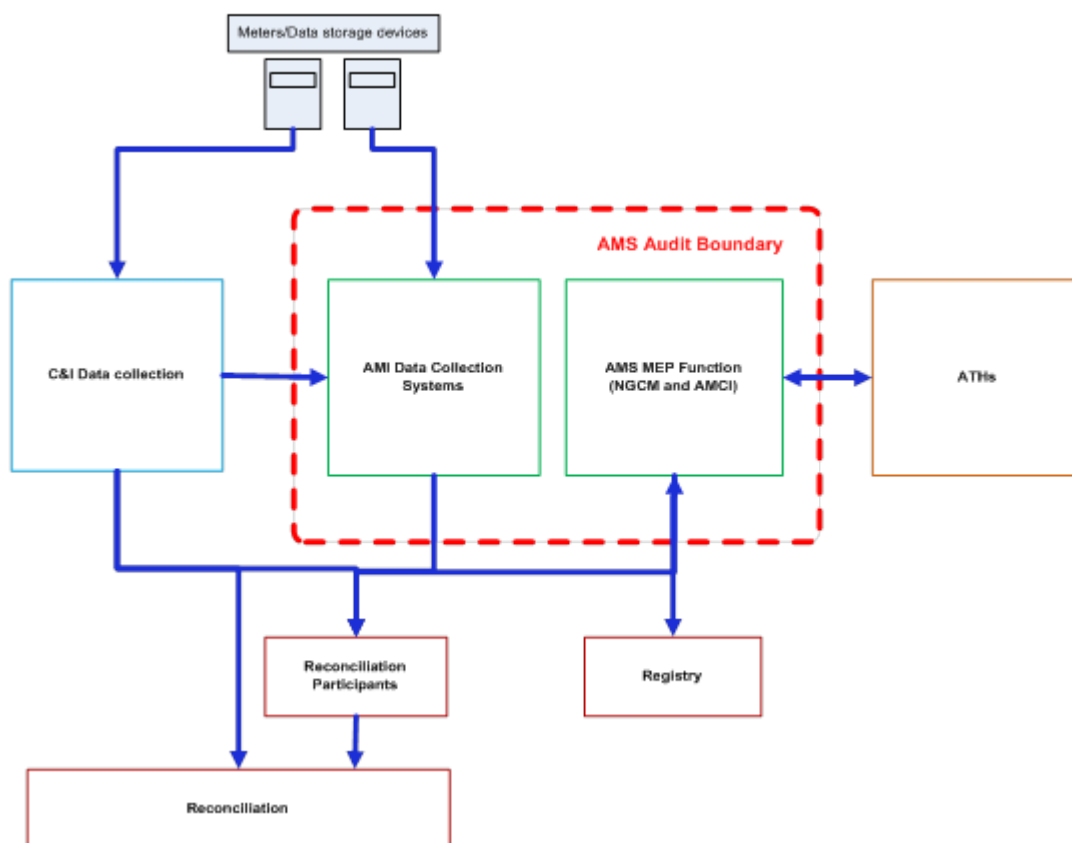 Meters/Data storage devices
AMS Audit Boundary
C&I Data collection
AMI Data Collection
Systems
AMS MEP Function
(NGCM and AMCI)
ATHs
Reconciliation
Participants
Registry
Reconciliation